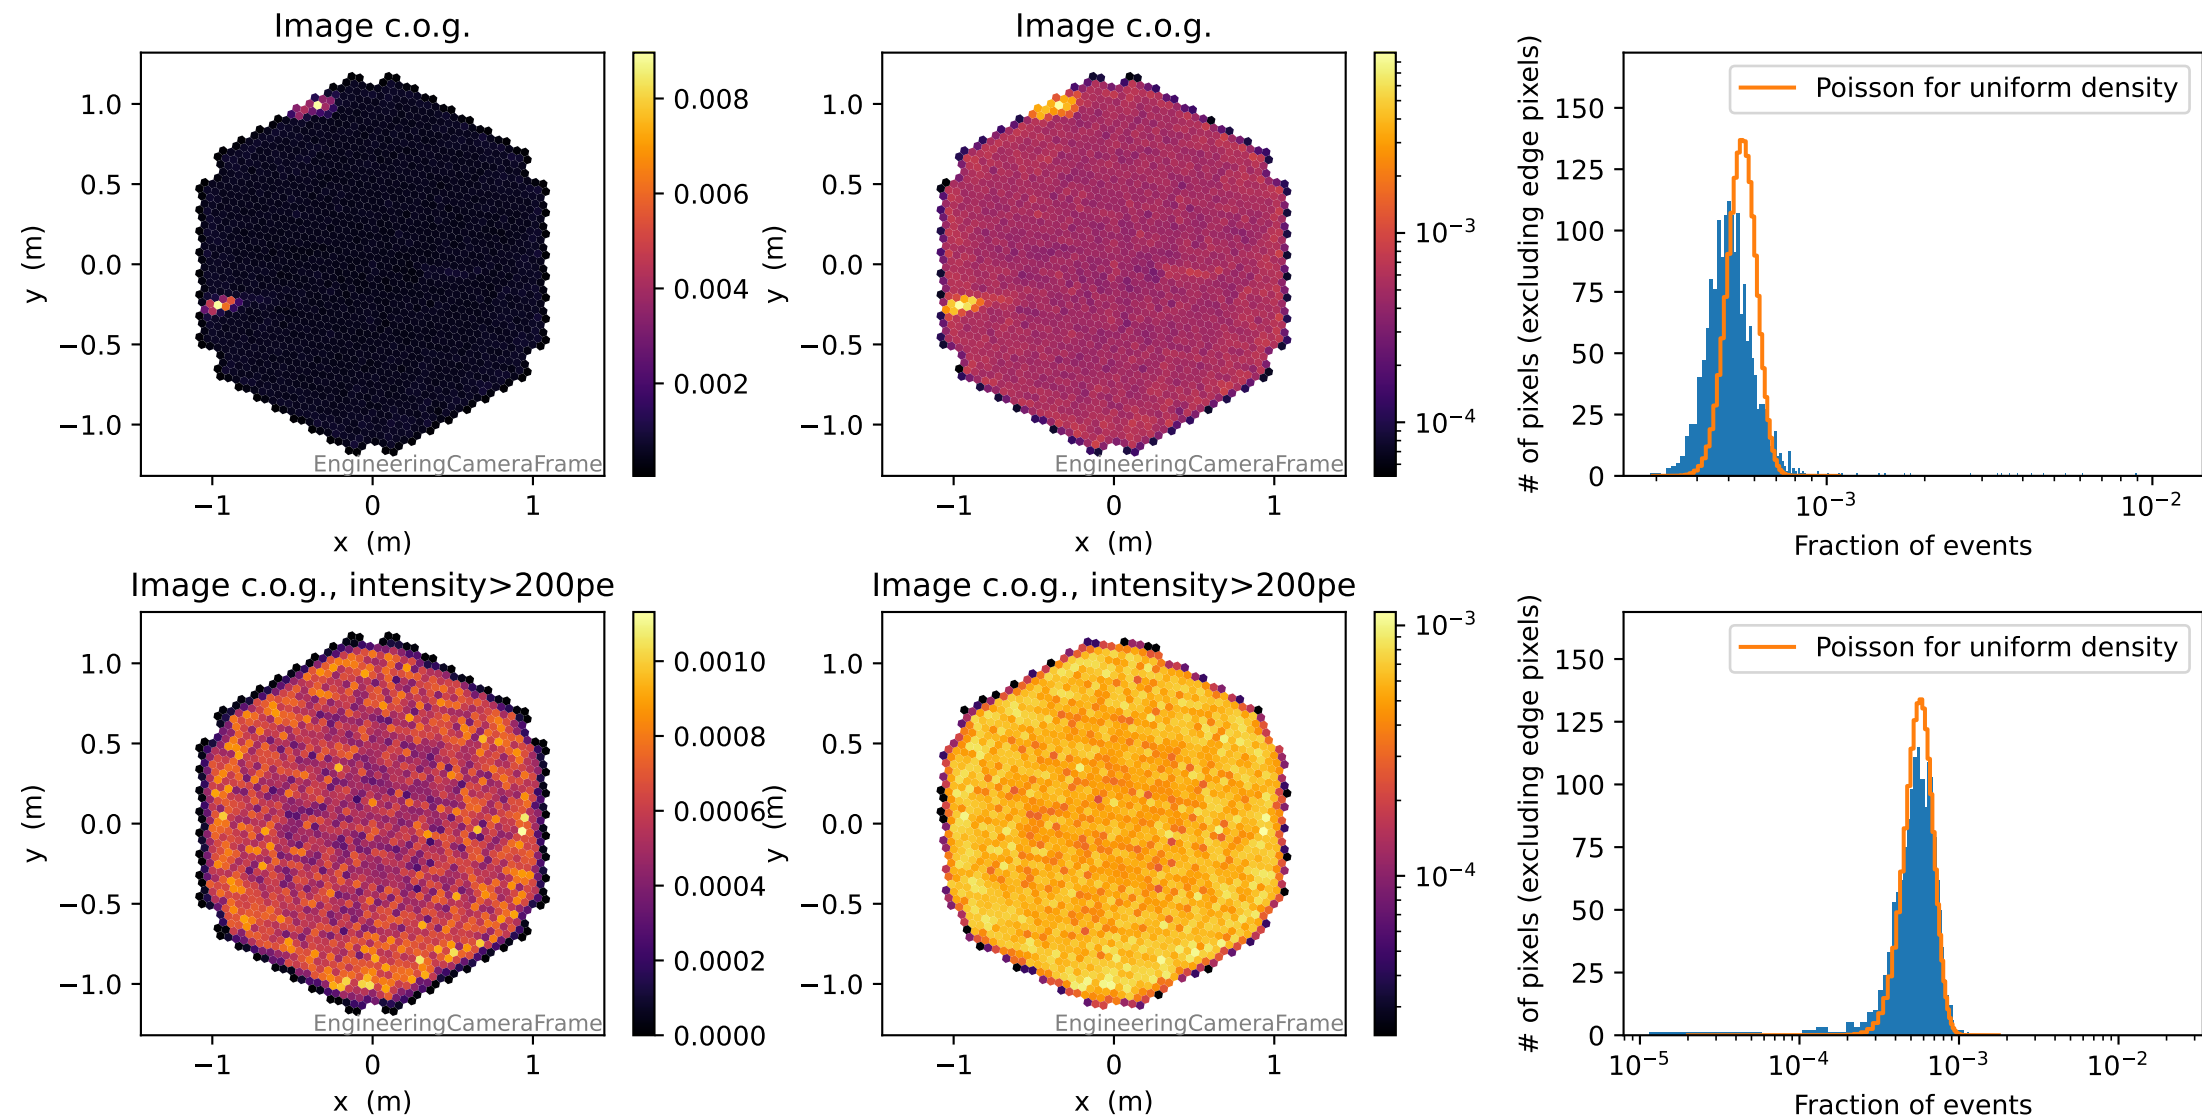 Image c.o.g.
1.0
0.5
0.0
−0.5
−1.0
y (m)
−1 0 1
x (m)
EngineeringCameraFrame
0.008
0.006
0.004
0.002
Image c.o.g.
1.0
0.5
0.0
−0.5
−1.0
y (m)
−1 0 1
x (m)
EngineeringCameraFrame
10⁻³
10⁻⁴
# of pixels (excluding edge pixels)
150
125
100
75
50
25
0
Poisson for uniform density
10⁻³ 10⁻²
Fraction of events
Image c.o.g., intensity>200pe
1.0
0.5
0.0
−0.5
−1.0
y (m)
−1 0 1
x (m)
EngineeringCameraFrame
0.0010
0.0008
0.0006
0.0004
0.0002
0.0000
Image c.o.g., intensity>200pe
1.0
0.5
0.0
−0.5
−1.0
y (m)
−1 0 1
x (m)
EngineeringCameraFrame
10⁻³
10⁻⁴
# of pixels (excluding edge pixels)
150
125
100
75
50
25
0
Poisson for uniform density
10⁻⁵ 10⁻⁴ 10⁻³ 10⁻²
Fraction of events